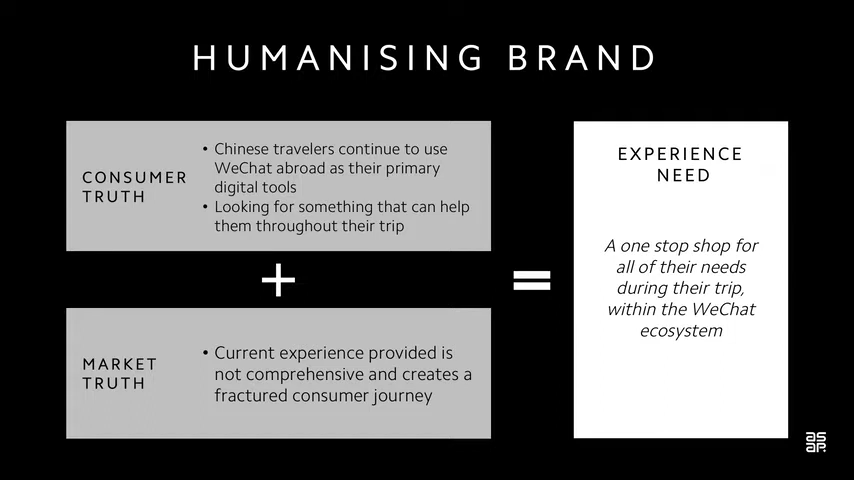 HUMANISING BRAND
CONSUMER
TRUTH
• Chinese travelers continue to use
WeChat abroad as their primary
digital tools
• Looking for something that can help
them throughout their trip
+
MARKET
TRUTH
• Current experience provided is
not comprehensive and creates a
fractured consumer journey
=
EXPERIENCE
NEED
A one stop shop for
all of their needs
during their trip,
within the WeChat
ecosystem